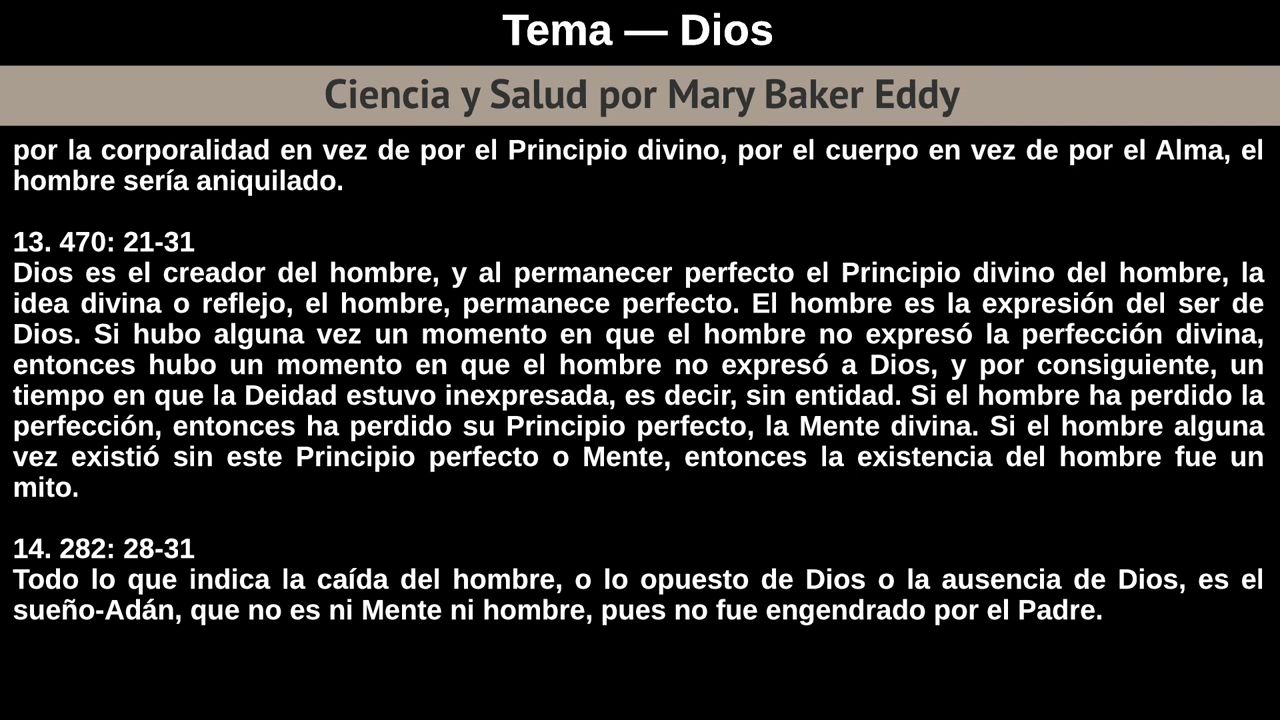 Tema — Dios
Ciencia y Salud por Mary Baker Eddy
por la corporalidad en vez de por el Principio divino, por el cuerpo en vez de por el Alma, el
hombre sería aniquilado.
13. 470: 21-31
Dios es el creador del hombre, y al permanecer perfecto el Principio divino del hombre, la
idea divina o reflejo, el hombre, permanece perfecto. El hombre es la expresión del ser de
Dios. Si hubo alguna vez un momento en que el hombre no expresó la perfección divina,
entonces hubo un momento en que el hombre no expresó a Dios, y por consiguiente, un
tiempo en que la Deidad estuvo inexpresada, es decir, sin entidad. Si el hombre ha perdido la
perfección, entonces ha perdido su Principio perfecto, la Mente divina. Si el hombre alguna
vez existió sin este Principio perfecto o Mente, entonces la existencia del hombre fue un
mito.
14. 282: 28-31
Todo lo que indica la caída del hombre, o lo opuesto de Dios o la ausencia de Dios, es el
sueño-Adán, que no es ni Mente ni hombre, pues no fue engendrado por el Padre.